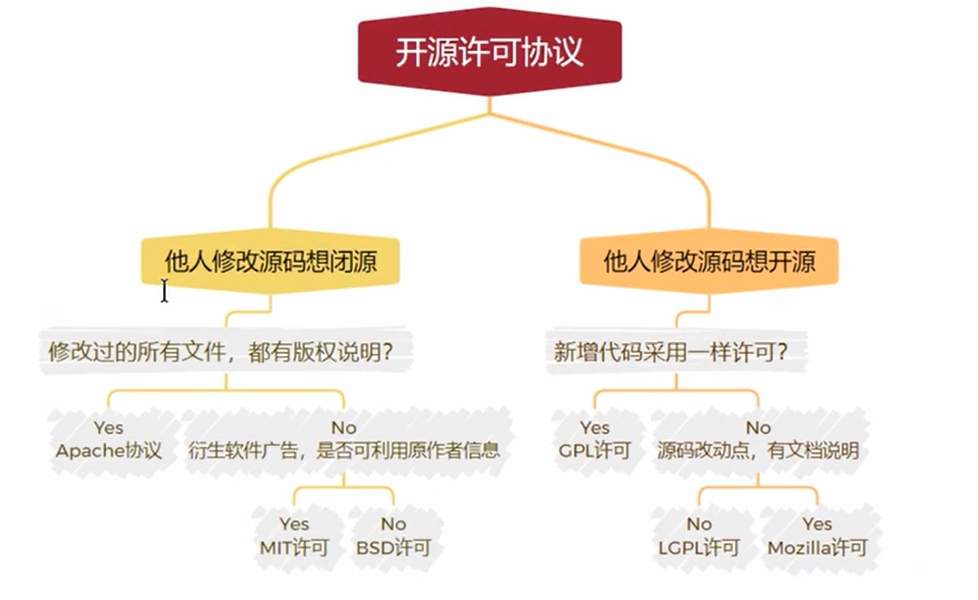 开源许可协议
他人修改源码想闭源
他人修改源码想开源
修改过的所有文件，都有版权说明？
新增代码采用一样许可？
Yes
Apache协议
No
衍生软件广告，是否可利用原作者信息
Yes
GPL许可
No
源码改动点，有文档说明
Yes
MIT许可
No
BSD许可
No
LGPL许可
Yes
Mozilla许可